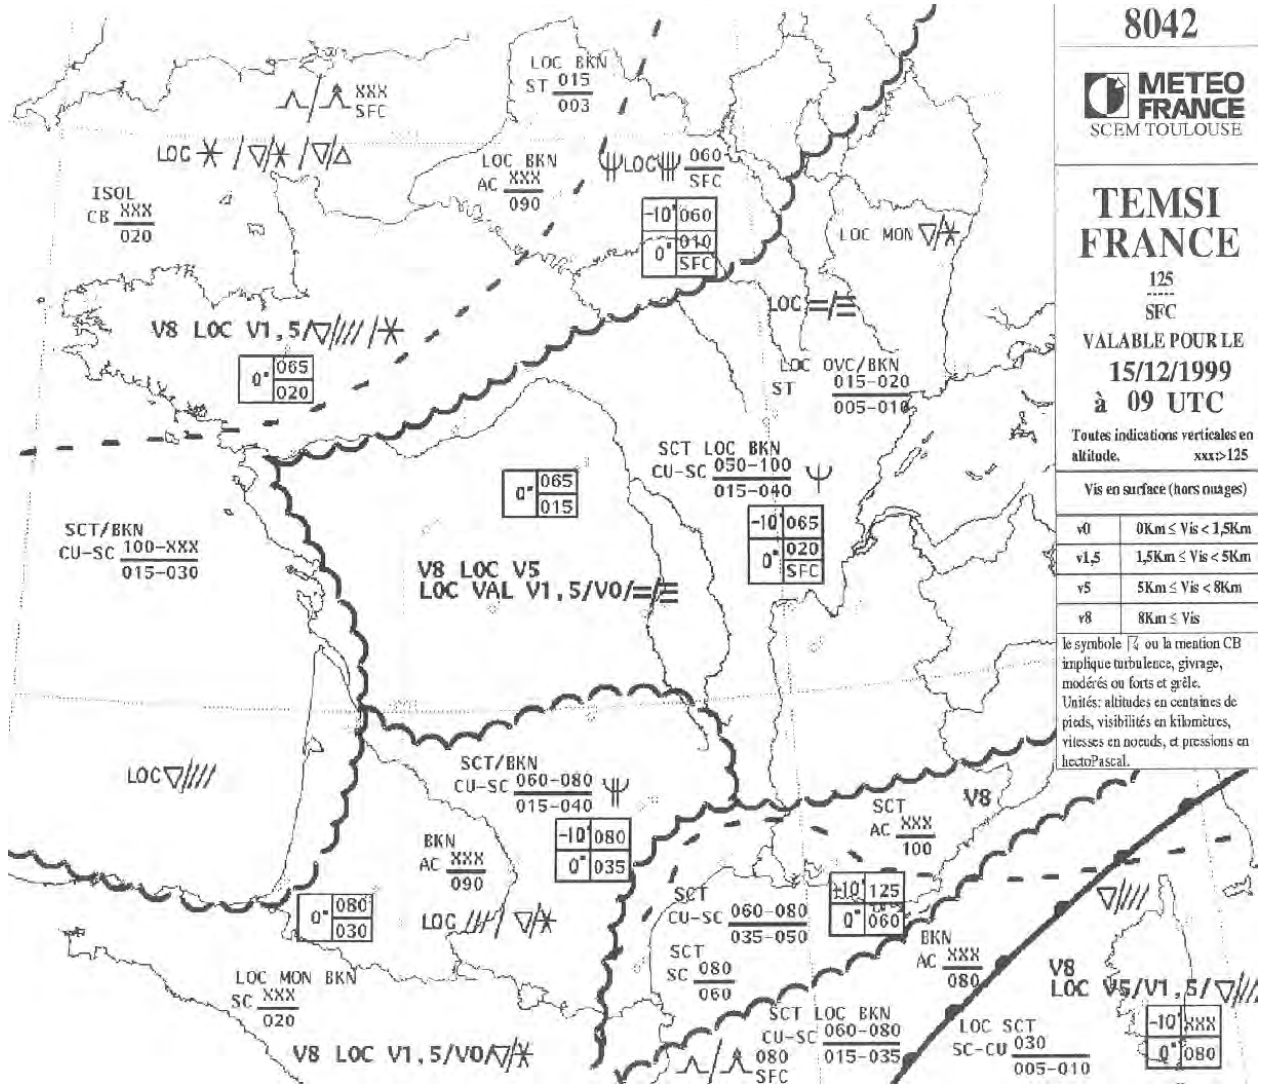 8042
METEO
FRANCE
SCEM TOULOUSE
TEMSI
FRANCE
125
-----
SFC
VALABLE POUR LE
15/12/1999
à 09 UTC
Toutes indications verticales en
altitude. xxx>125
Vis en surface (hors nuages)
v0 0Km ≤ Vis < 1,5Km
v1,5 1,5Km ≤ Vis < 5Km
v5 5Km ≤ Vis < 8Km
v8 8Km ≤ Vis
le symbole ou la mention CB
implique turbulence, givrage,
modérés ou forts et grêle.
Unités: altitudes en centaines de
pieds, visibilités en kilomètres,
vitesses en noeuds, et pressions en
hectoPascal.
XXX
SFC
LOC BKN
ST 015
003
LOC
ISOL
CB XXX
020
LOC BKN
AC XXX
090
LOC 060
SFC
-10° 060
0° 010
SFC
LOC MON
V8 LOC V1,5/
0° 065
020
LOC
LOC OVC/BKN
ST 015-020
005-010
SCT LOC BKN
CU-SC 050-100
015-040
-10° 065
0° 020
SFC
0° 065
015
SCT/BKN
CU-SC 100-XXX
015-030
V8 LOC V5
LOC VAL V1,5/V0/
LOC
SCT/BKN
CU-SC 060-080
015-040
-10° 080
0° 035
BKN
AC XXX
090
LOC
0° 080
030
LOC MON BKN
SC XXX
020
V8 LOC V1,5/V0/
SCT
AC XXX
100
V8
-10° 125
0° 060
SCT
CU-SC 060-080
035-050
SCT
SC 080
060
BKN
AC XXX
080
SCT LOC BKN
CU-SC 060-080
015-035
080
SFC
LOC SCT
SC-CU 030
005-010
V8
LOC V5/V1,5/
-10° XXX
0° 080